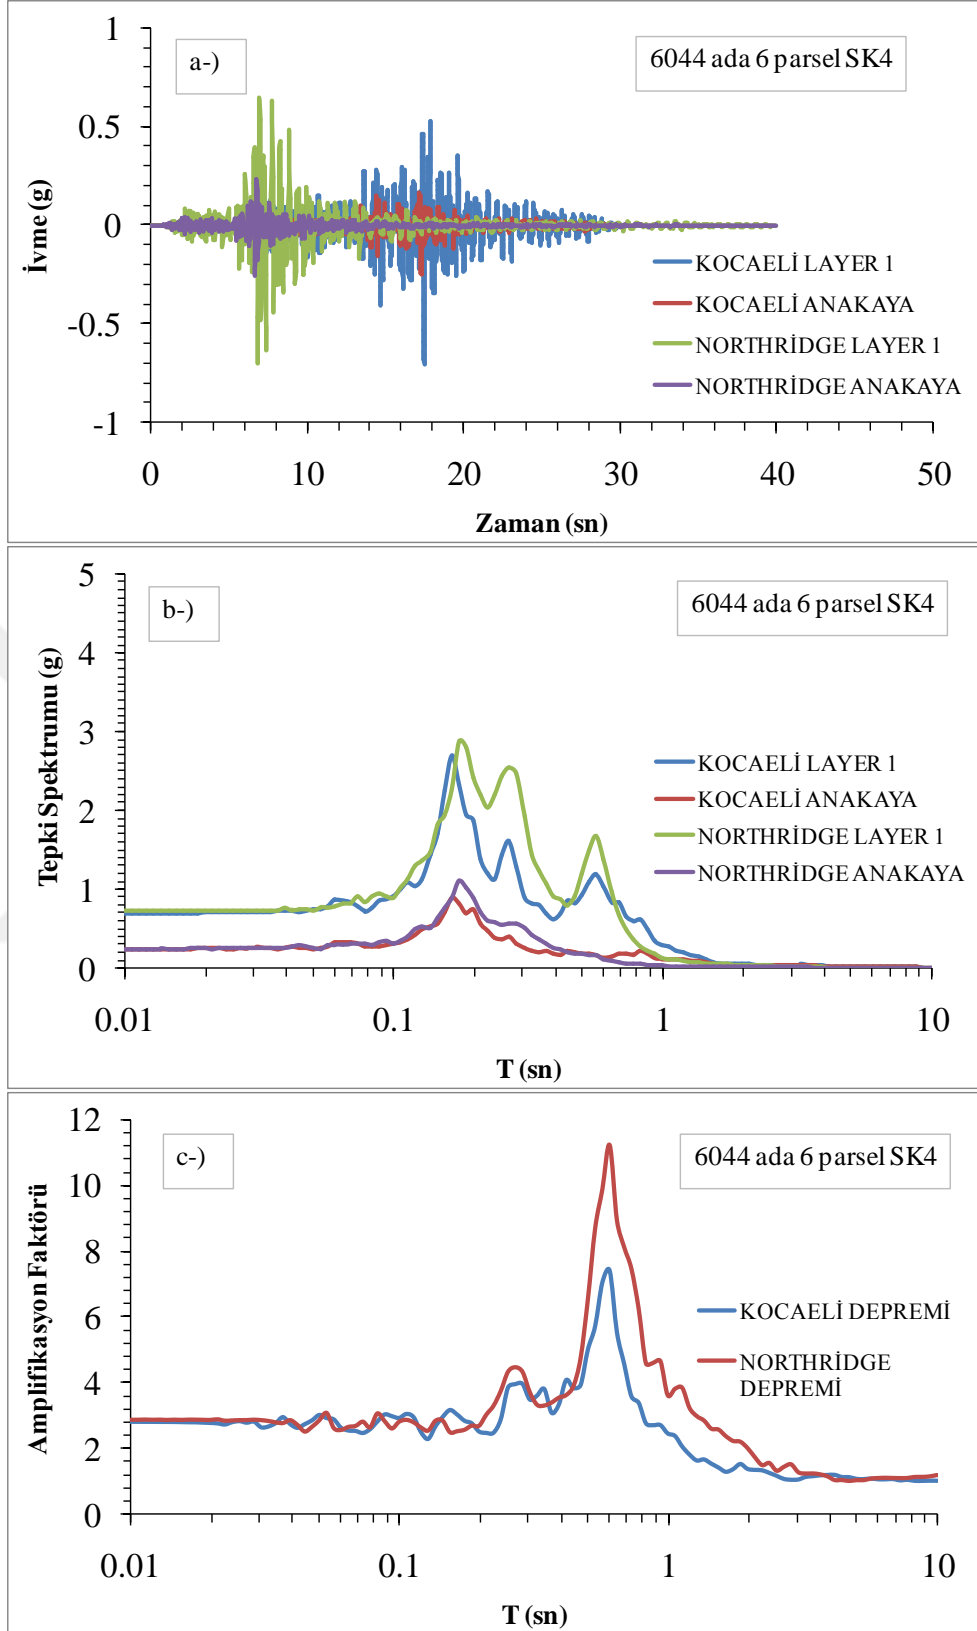 1
a-)
6044 ada 6 parsel SK4
0.5
0
-0.5
-1
İvme (g)
KOCAELİ LAYER 1
KOCAELİ ANAKAYA
NORTHRİDGE LAYER 1
NORTHRİDGE ANAKAYA
0 10 20 30 40 50
Zaman (sn)
5
b-)
6044 ada 6 parsel SK4
4
3
2
1
0
Tepki Spektrumu (g)
KOCAELİ LAYER 1
KOCAELİ ANAKAYA
NORTHRİDGE LAYER 1
NORTHRİDGE ANAKAYA
0.01 0.1 1 10
T (sn)
12
c-)
6044 ada 6 parsel SK4
10
8
6
4
2
0
Amplifikasyon Faktörü
KOCAELİ DEPREMİ
NORTHRİDGE
DEPREMİ
0.01 0.1 1 10
T (sn)